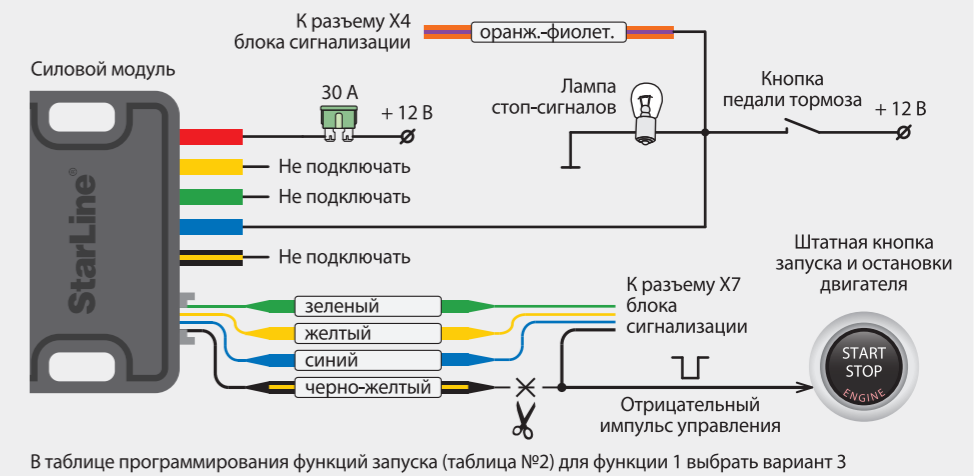 К разъему X4
блока сигнализации
оранж.-фиолет.
Силовой модуль
30 А
+ 12 В
Лампа
стоп-сигналов
Кнопка
педали тормоза
+ 12 В
Не подключать
Не подключать
Не подключать
StarLine®
зеленый
желтый
синий
черно-желтый
К разъему X7
блока
сигнализации
Штатная кнопка
запуска и остановки
двигателя
START
STOP
ENGINE
Отрицательный
импульс управления
В таблице программирования функций запуска (таблица №2) для функции 1 выбрать вариант 3